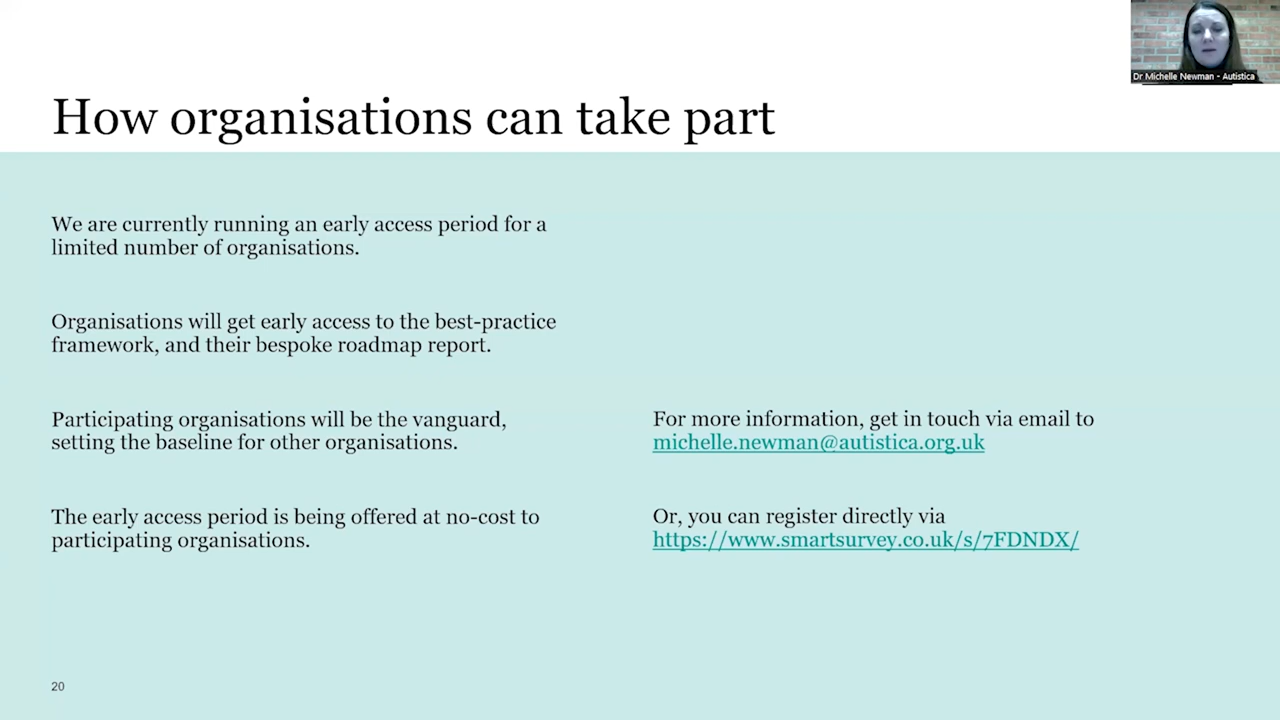 Dr Michelle Newman - Autistica
How organisations can take part
We are currently running an early access period for a
limited number of organisations.
Organisations will get early access to the best-practice
framework, and their bespoke roadmap report.
Participating organisations will be the vanguard,
setting the baseline for other organisations.
The early access period is being offered at no-cost to
participating organisations.
For more information, get in touch via email to
michelle.newman@autistica.org.uk
Or, you can register directly via
https://www.smartsurvey.co.uk/s/7FDNDX/
20